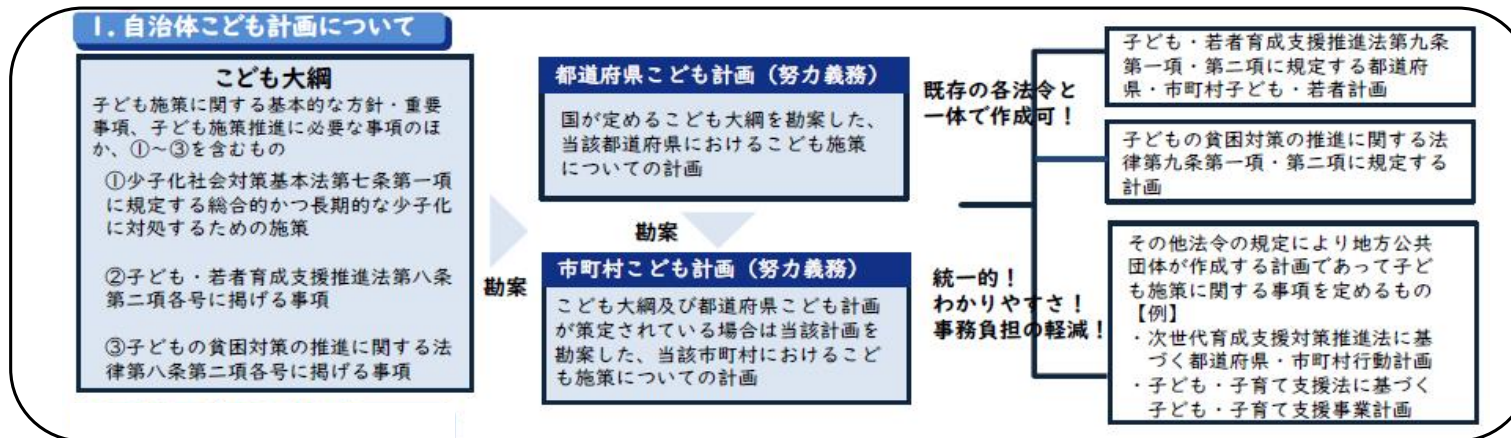 1. 自治体こども計画について
こども大綱
子ども施策に関する基本的な方針・重要
事項、子ども施策推進に必要な事項のほ
か、①～③を含むもの
①少子化社会対策基本法第七条第一項
に規定する総合的かつ長期的な少子化
に対処するための施策
②子ども・若者育成支援推進法第八条
第二項各号に掲げる事項
③子どもの貧困対策の推進に関する法
律第八条第二項各号に掲げる事項
勘案
都道府県こども計画（努力義務）
国が定めるこども大綱を勘案した、
当該都道府県におけるこども施策
についての計画
勘案
市町村こども計画（努力義務）
こども大綱及び都道府県こども計画
が策定されている場合は当該計画を
勘案した、当該市町村におけるこど
も施策についての計画
既存の各法令と
一体で作成可！
統一的！
わかりやすさ！
事務負担の軽減！
子ども・若者育成支援推進法第九条
第一項・第二項に規定する都道府
県・市町村子ども・若者計画
子どもの貧困対策の推進に関する法
律第九条第一項・第二項に規定する
計画
その他法令の規定により地方公共
団体が作成する計画であって子ど
も施策に関する事項を定めるもの
【例】
・次世代育成支援対策推進法に基
づく都道府県・市町村行動計画
・子ども・子育て支援法に基づく
子ども・子育て支援事業計画